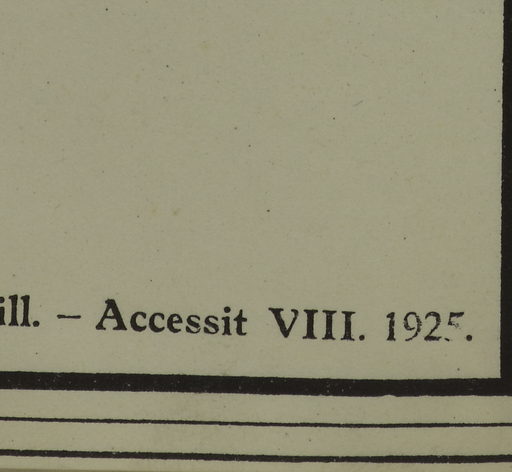 ill. – Accessit VIII. 1925.